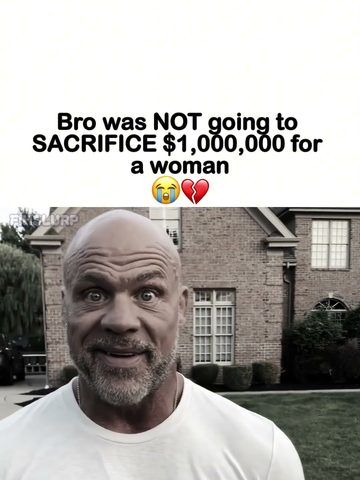 Bro was NOT going to
SACRIFICE $1,000,000 for
a woman
😭💔